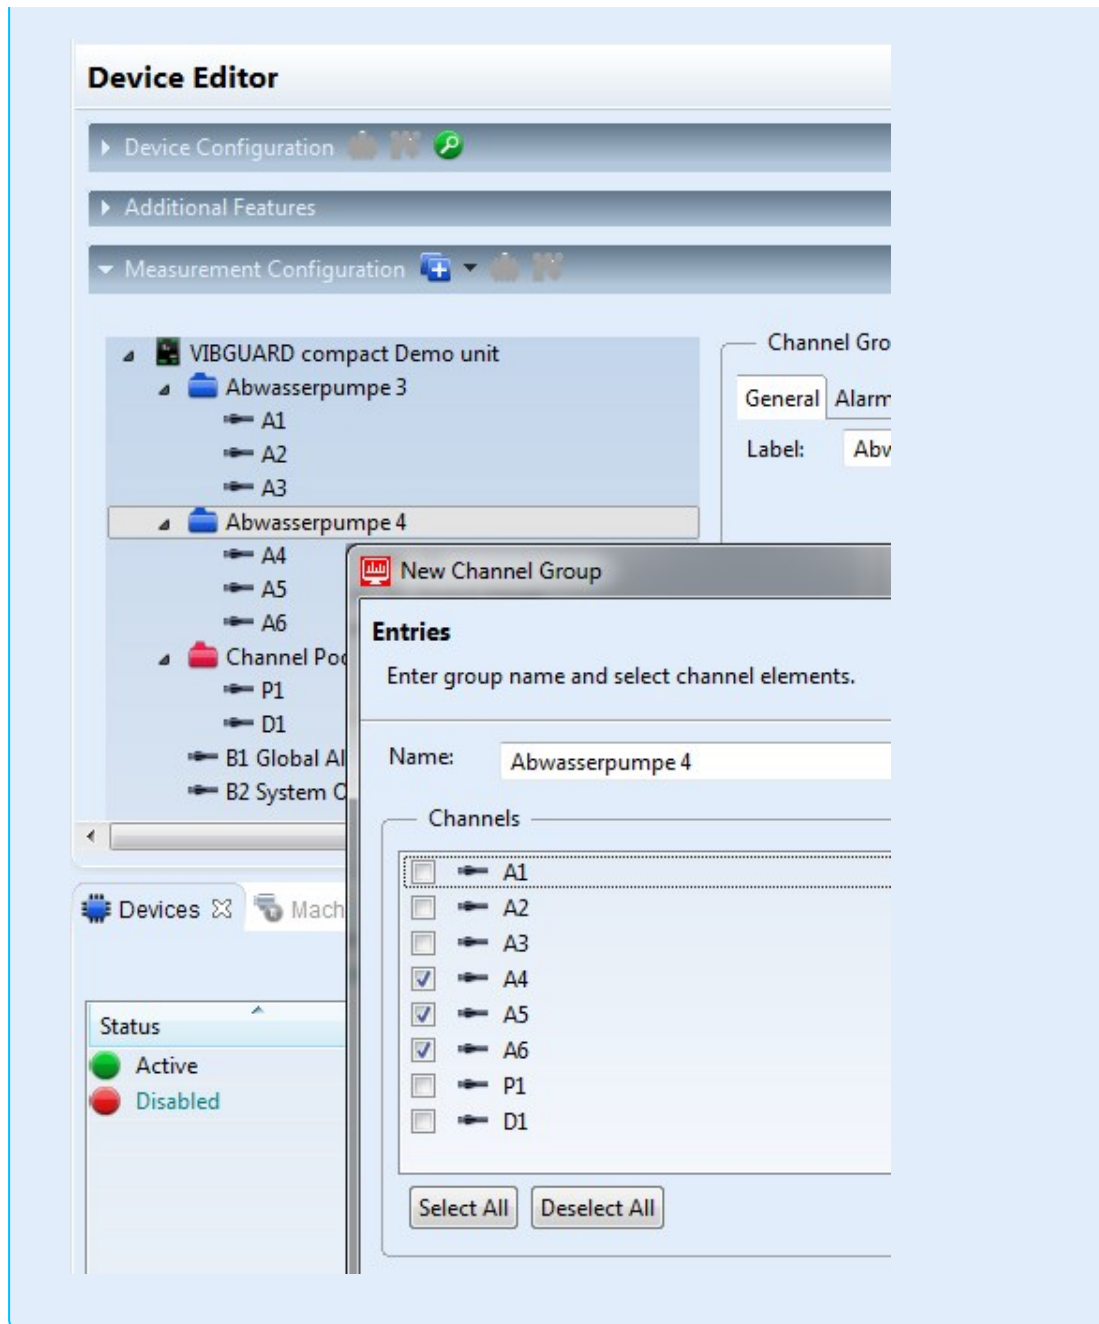 Device Editor
Device Configuration
Additional Features
Measurement Configuration
VIBGUARD compact Demo unit
Abwasserpumpe 3
A1
A2
A3
Abwasserpumpe 4
A4
A5
A6
Channel Poo
P1
D1
B1 Global Al
B2 System O
Channel Gro
General Alarm
Label: Abw
New Channel Group
Entries
Enter group name and select channel elements.
Name: Abwasserpumpe 4
Channels
A1
A2
A3
A4
A5
A6
P1
D1
Select All Deselect All
Devices Mach
Status
Active
Disabled